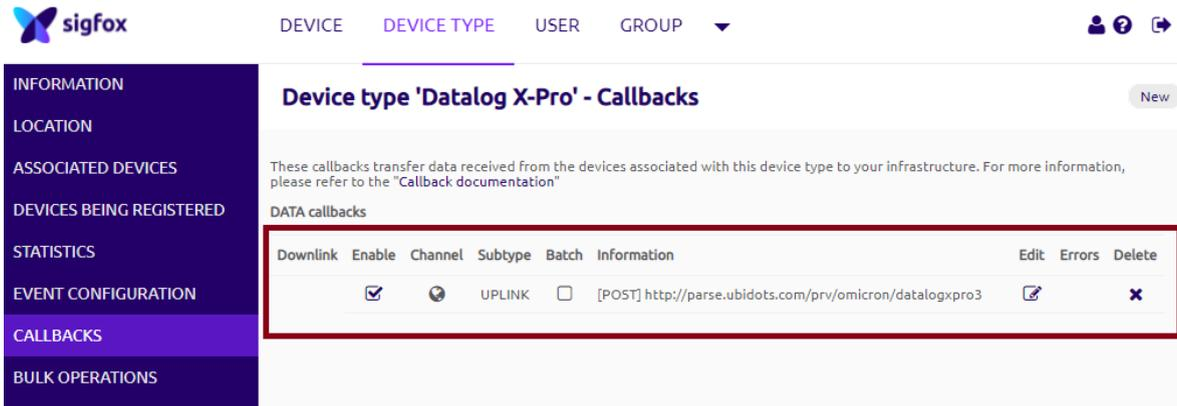 sigfox
DEVICE DEVICE TYPE USER GROUP
INFORMATION
LOCATION
ASSOCIATED DEVICES
DEVICES BEING REGISTERED
STATISTICS
EVENT CONFIGURATION
CALLBACKS
BULK OPERATIONS
Device type 'Datalog X-Pro' - Callbacks
New
These callbacks transfer data received from the devices associated with this device type to your infrastructure. For more information,
please refer to the "Callback documentation"
DATA callbacks
Downlink Enable Channel Subtype Batch Information Edit Errors Delete
UPLINK [POST] http://parse.ubidots.com/prv/omicron/datalogxpro3